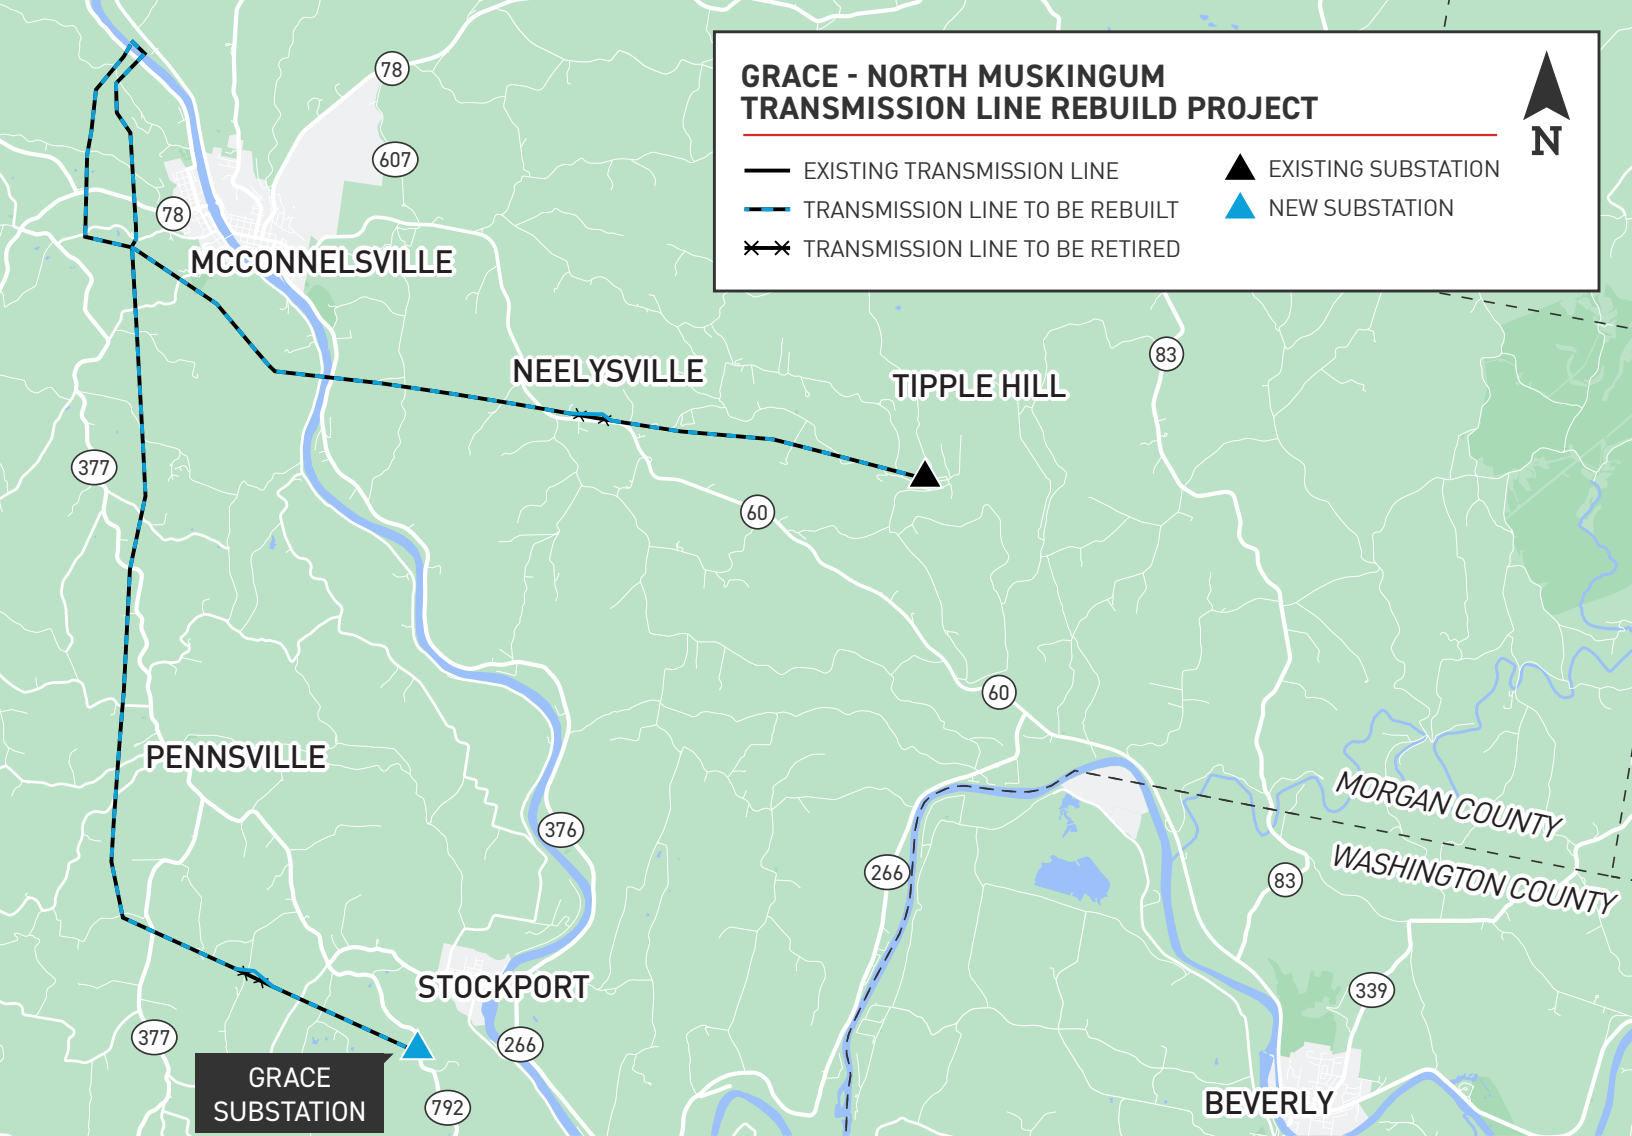 GRACE - NORTH MUSKINGUM
TRANSMISSION LINE REBUILD PROJECT
EXISTING TRANSMISSION LINE
TRANSMISSION LINE TO BE REBUILT
TRANSMISSION LINE TO BE RETIRED
EXISTING SUBSTATION
NEW SUBSTATION
N
78
607
78
MCCONNELSVILLE
NEELYSVILLE
TIPPLE HILL
83
377
60
60
PENNSVILLE
MORGAN COUNTY
WASHINGTON COUNTY
376
266
83
STOCKPORT
339
377
266
GRACE
SUBSTATION
792
BEVERLY